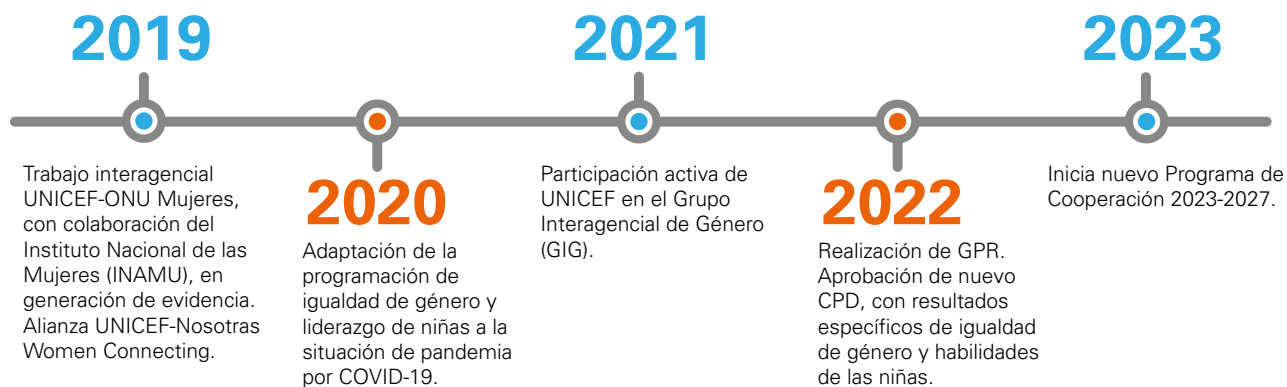 2019
Trabajo interagencial
UNICEF-ONU Mujeres,
con colaboración del
Instituto Nacional de las
Mujeres (INAMU), en
generación de evidencia.
Alianza UNICEF-Nosotras
Women Connecting.
2020
Adaptación de la
programación de
igualdad de género y
liderazgo de niñas a la
situación de pandemia
por COVID-19.
2021
Participación activa de
UNICEF en el Grupo
Interagencial de Género
(GIG).
2022
Realización de GPR.
Aprobación de nuevo
CPD, con resultados
específicos de igualdad
de género y habilidades
de las niñas.
2023
Inicia nuevo Programa de
Cooperación 2023-2027.